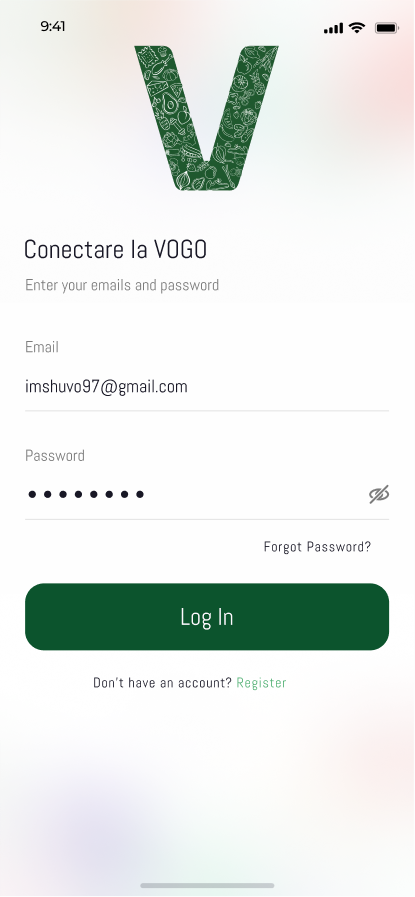 9:41
V
Conectare la VOGO
Enter your emails and password
Email
imshuvo97@gmail.com
Password
Forgot Password?
Log In
Don't have an account? Register